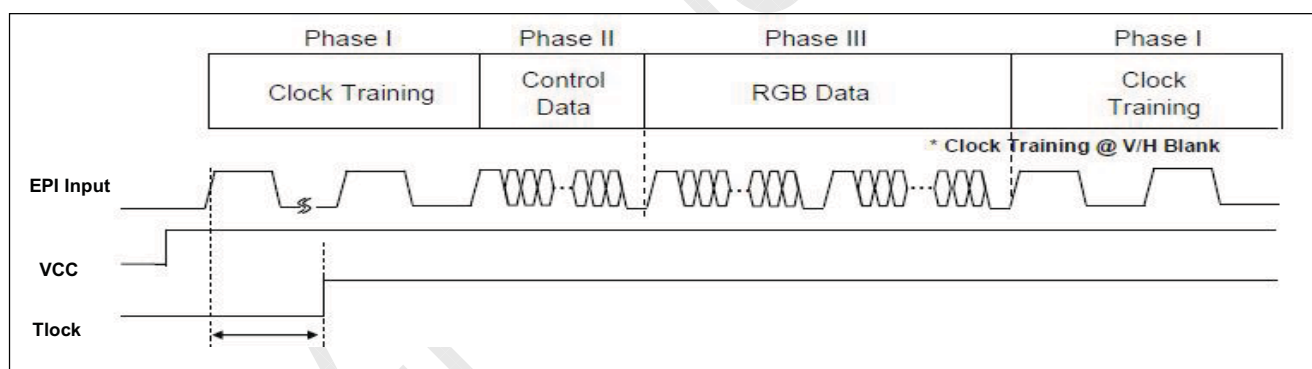 Phase I Phase II Phase III Phase I
Clock Training Control Data RGB Data Clock Training
* Clock Training @ V/H Blank
EPI Input
VCC
Tlock